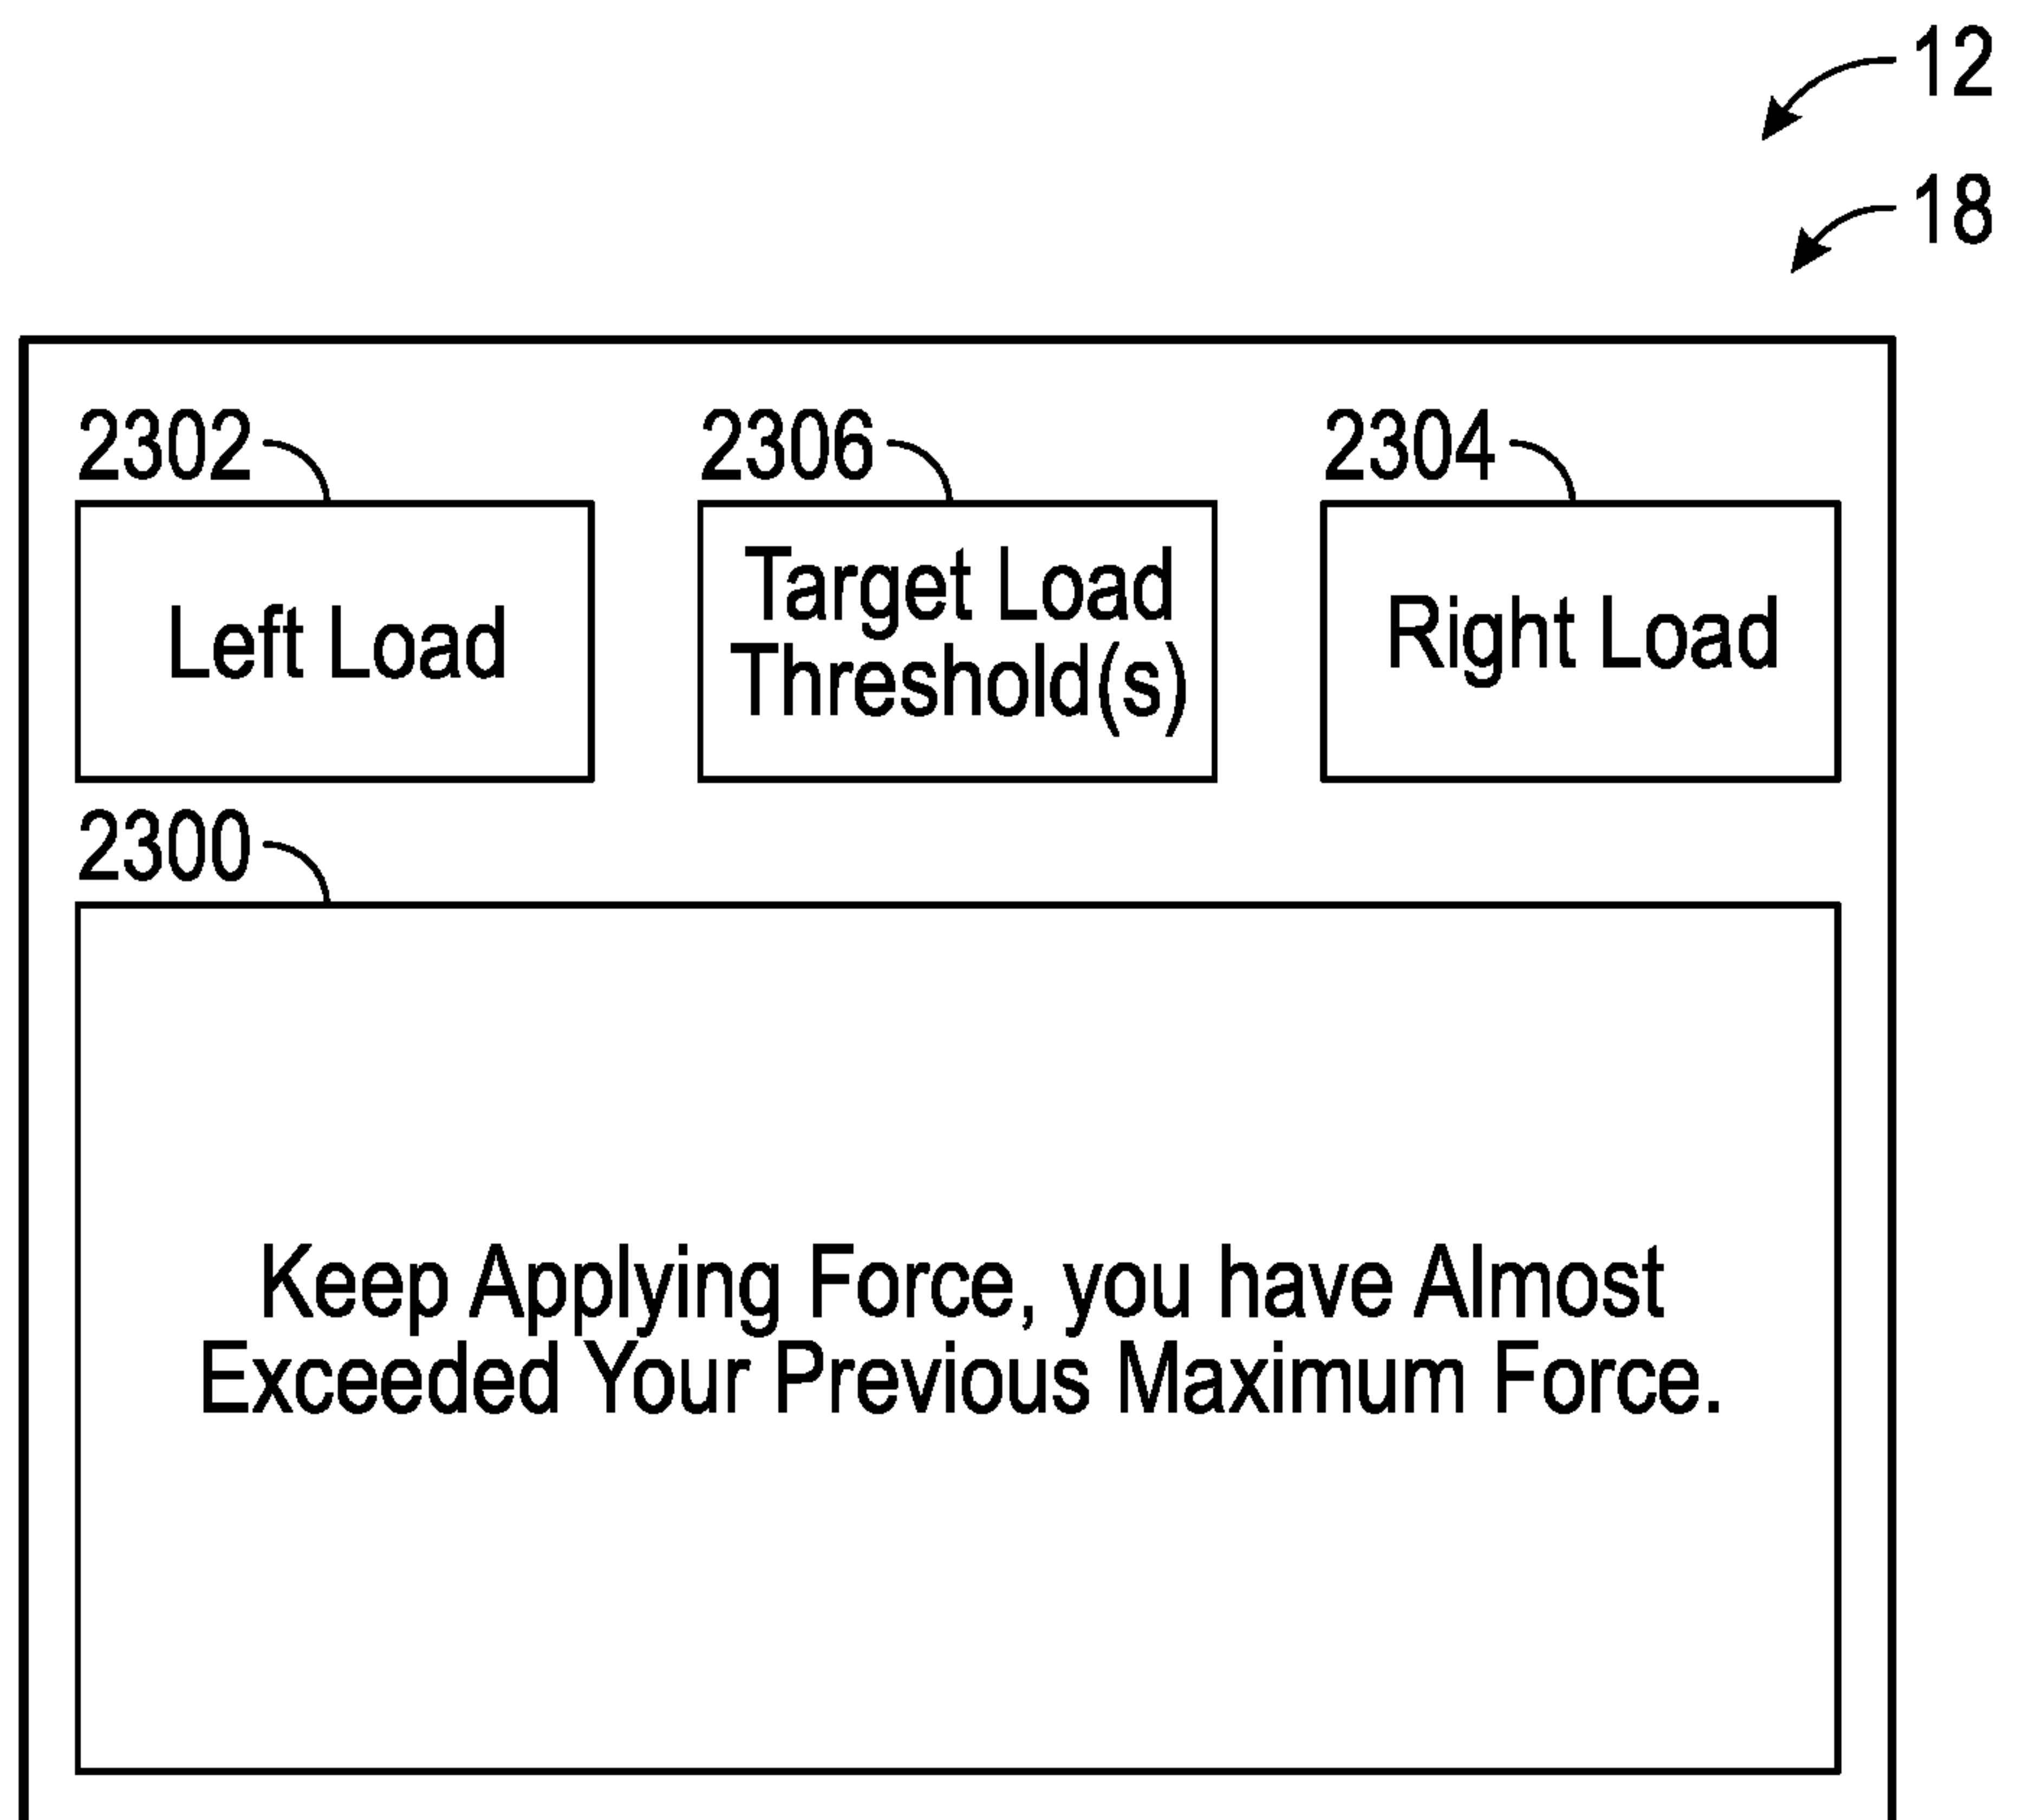 12
18
2302
2306
2304
Left Load
Target Load
Threshold(s)
Right Load
2300
Keep Applying Force, you have Almost
Exceeded Your Previous Maximum Force.